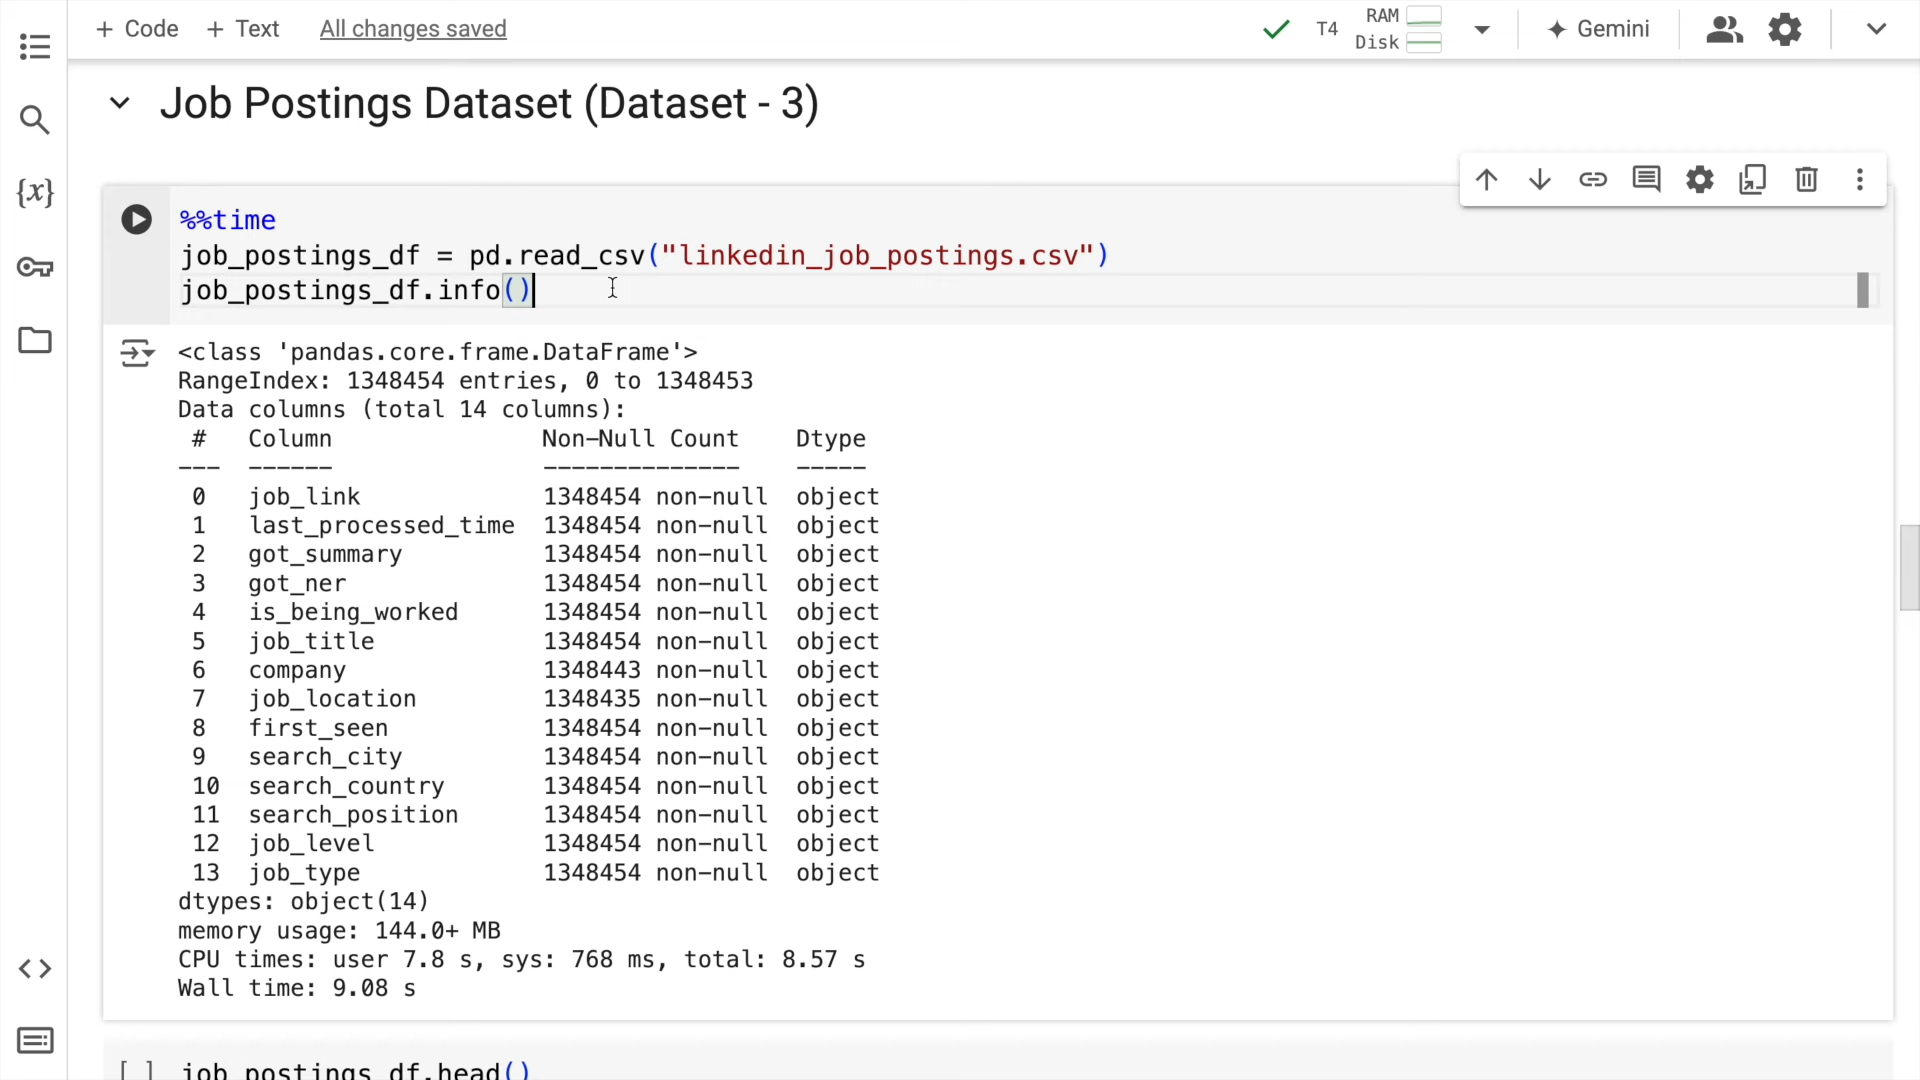 + Code + Text All changes saved
T4 RAM Disk Gemini
Job Postings Dataset (Dataset - 3)
{x}
%%time
job_postings_df = pd.read_csv("linkedin_job_postings.csv")
job_postings_df.info()
<class 'pandas.core.frame.DataFrame'>
RangeIndex: 1348454 entries, 0 to 1348453
Data columns (total 14 columns):
# Column Non-Null Count Dtype
--- ------ -------------- -----
0 job_link 1348454 non-null object
1 last_processed_time 1348454 non-null object
2 got_summary 1348454 non-null object
3 got_ner 1348454 non-null object
4 is_being_worked 1348454 non-null object
5 job_title 1348454 non-null object
6 company 1348443 non-null object
7 job_location 1348435 non-null object
8 first_seen 1348454 non-null object
9 search_city 1348454 non-null object
10 search_country 1348454 non-null object
11 search_position 1348454 non-null object
12 job_level 1348454 non-null object
13 job_type 1348454 non-null object
dtypes: object(14)
memory usage: 144.0+ MB
CPU times: user 7.8 s, sys: 768 ms, total: 8.57 s
Wall time: 9.08 s
[ ] job_postings_df.head()